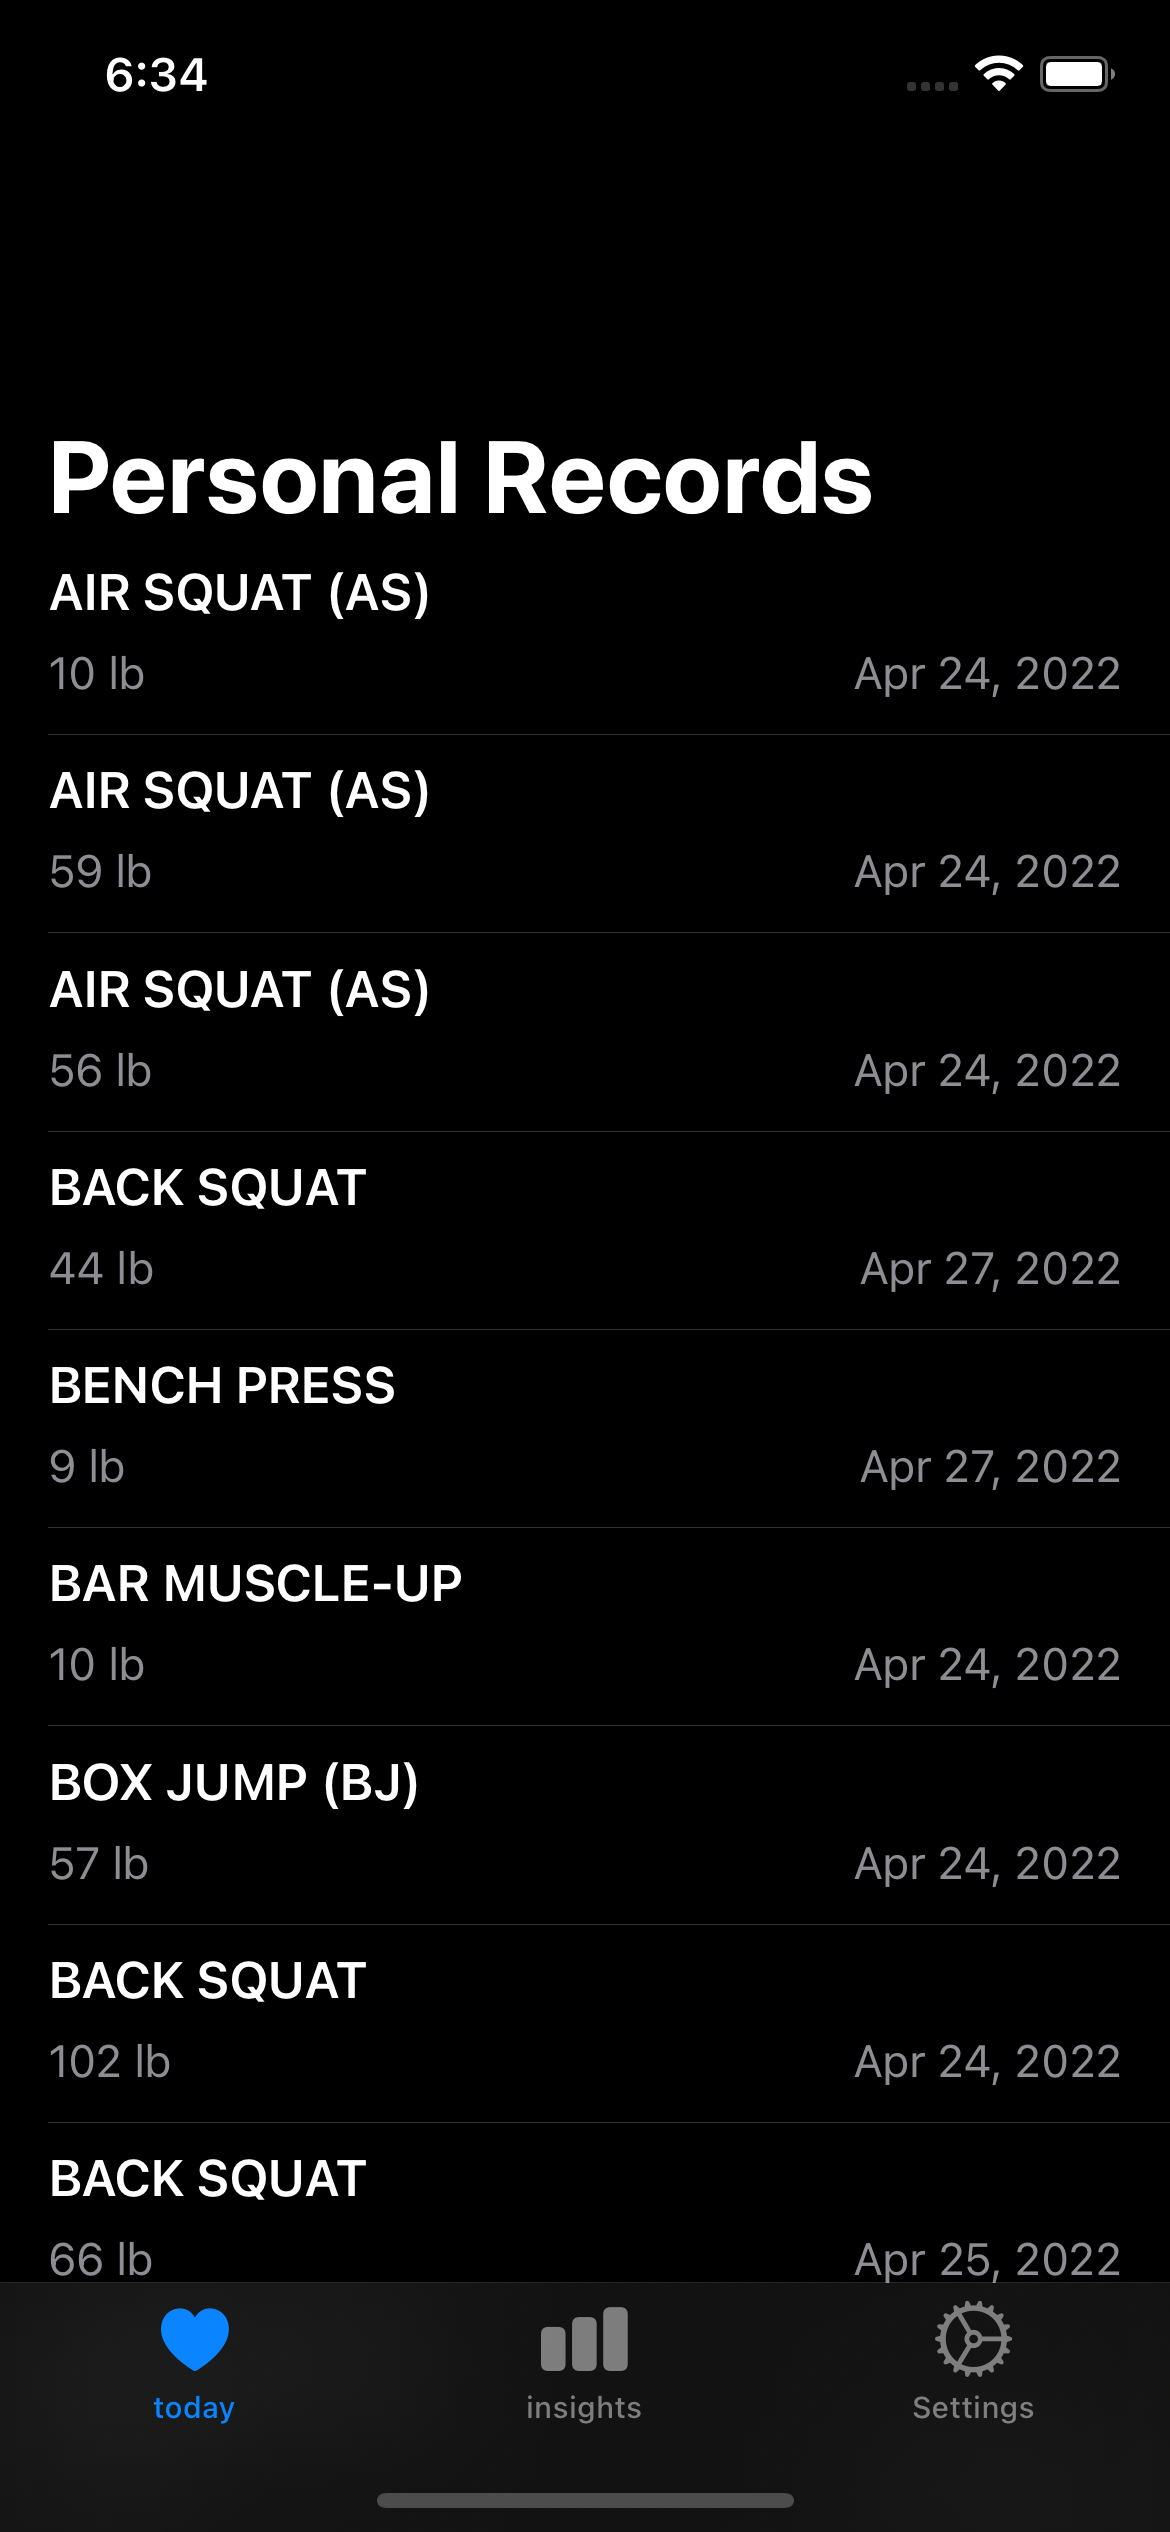 6:34
Personal Records
AIR SQUAT (AS)
10 lb Apr 24, 2022
AIR SQUAT (AS)
59 lb Apr 24, 2022
AIR SQUAT (AS)
56 lb Apr 24, 2022
BACK SQUAT
44 lb Apr 27, 2022
BENCH PRESS
9 lb Apr 27, 2022
BAR MUSCLE-UP
10 lb Apr 24, 2022
BOX JUMP (BJ)
57 lb Apr 24, 2022
BACK SQUAT
102 lb Apr 24, 2022
BACK SQUAT
66 lb Apr 25, 2022
today insights Settings